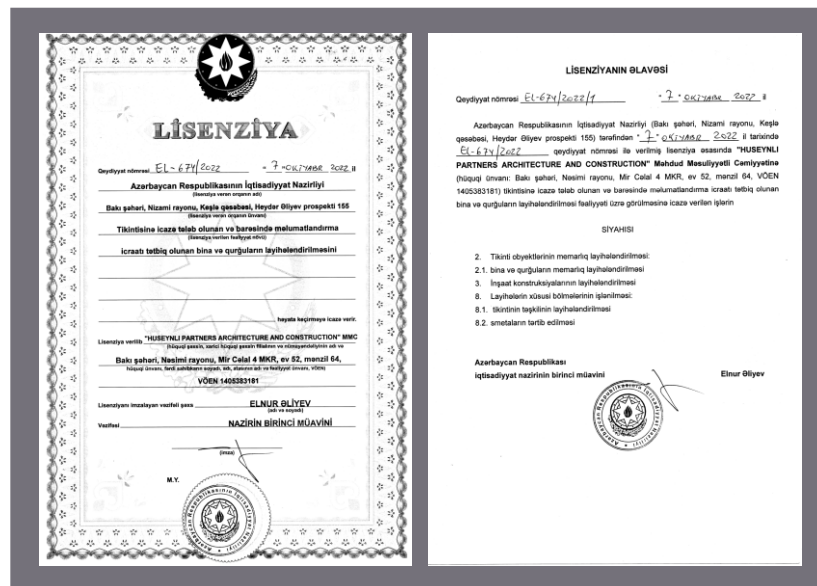 LİSENZİYA
Qeydiyyat nömrəsi EL-674/2022 "7" OKTYABR 2022 il
Azərbaycan Respublikasının İqtisadiyyat Nazirliyi
(lisenziya verən orqanın adı)
Bakı şəhəri, Nizami rayonu, Keşlə qəsəbəsi, Heydər Əliyev prospekti 155
(lisenziya verən orqanın ünvanı)
Tikintisinə icazə tələb olunan və barəsində məlumatlandırma
(lisenziya verilən fəaliyyət növü)
icraatı tətbiq olunan bina və qurğuların layihələndirilməsini
həyata keçirməyə icazə verir.
Lisenziya verilib "HUSEYNLI PARTNERS ARCHITECTURE AND CONSTRUCTION" MMC
Bakı şəhəri, Nəsimi rayonu, Mir Cəlal 4 MKR, ev 52, mənzil 64,
VÖEN 1405383181
Lisenziyanı imzalayan vəzifəli şəxs ELNUR ƏLİYEV
(adı və soyadı)
Vəzifəsi NAZİRİN BİRİNCİ MÜAVİNİ
(imza)
M.Y.
LİSENZİYANIN ƏLAVƏSİ
Qeydiyyat nömrəsi EL-674/2022/1 "7" OKTYABR 2022 il
Azərbaycan Respublikasının İqtisadiyyat Nazirliyi (Bakı şəhəri, Nizami rayonu, Keşlə
qəsəbəsi, Heydər Əliyev prospekti 155) tərəfindən "7" OKTYABR 2022 il tarixində
EL-674/2022 qeydiyyat nömrəsi ilə verilmiş lisenziya əsasında "HUSEYNLI
PARTNERS ARCHITECTURE AND CONSTRUCTION" Məhdud Məsuliyyətli Cəmiyyətinə
(hüquqi ünvanı: Bakı şəhəri, Nəsimi rayonu, Mir Cəlal 4 MKR, ev 52, mənzil 64, VÖEN
1405383181) tikintisinə icazə tələb olunan və barəsində məlumatlandırma icraatı tətbiq olunan
bina və qurğuların layihələndirilməsi fəaliyyəti üzrə görülməsinə icazə verilən işlərin
SİYAHISI
2. Tikinti obyektlərinin memarlıq layihələndirilməsi:
2.1. bina və qurğuların memarlıq layihələndirilməsi
3. İnşaat konstruksiyalarının layihələndirilməsi
8. Layihələrin xüsusi bölmələrinin işlənilməsi:
8.1. tikintinin təşkilinin layihələndirilməsi
8.2. smetaların tərtib edilməsi
Azərbaycan Respublikası
iqtisadiyyat nazirinin birinci müavini Elnur Əliyev